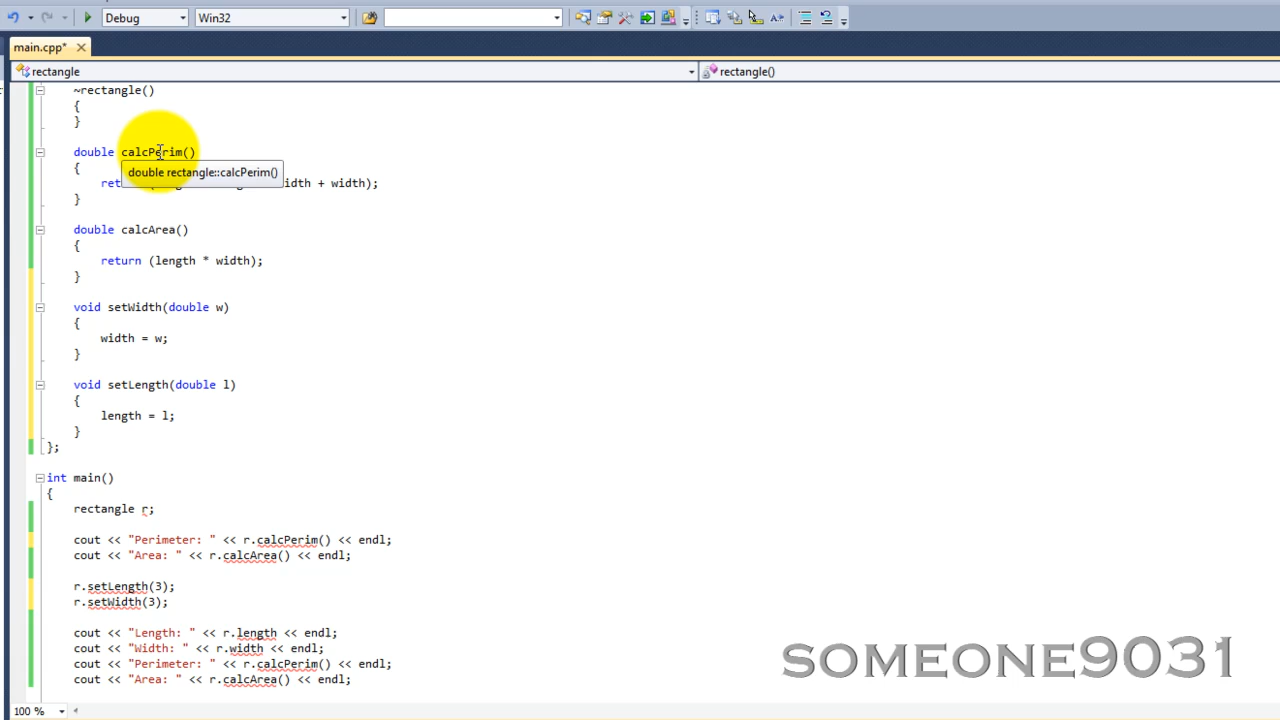 Debug Win32
main.cpp*
rectangle rectangle()
~rectangle()
{
}
double calcPerim()
{
double rectangle::calcPerim()
ret idth + width);
}
double calcArea()
{
return (length * width);
}
void setWidth(double w)
{
width = w;
}
void setLength(double l)
{
length = l;
}
};
int main()
{
rectangle r;
cout << "Perimeter: " << r.calcPerim() << endl;
cout << "Area: " << r.calcArea() << endl;
r.setLength(3);
r.setWidth(3);
cout << "Length: " << r.length << endl;
cout << "Width: " << r.width << endl;
cout << "Perimeter: " << r.calcPerim() << endl;
cout << "Area: " << r.calcArea() << endl;
SOMEONE9031
100 %